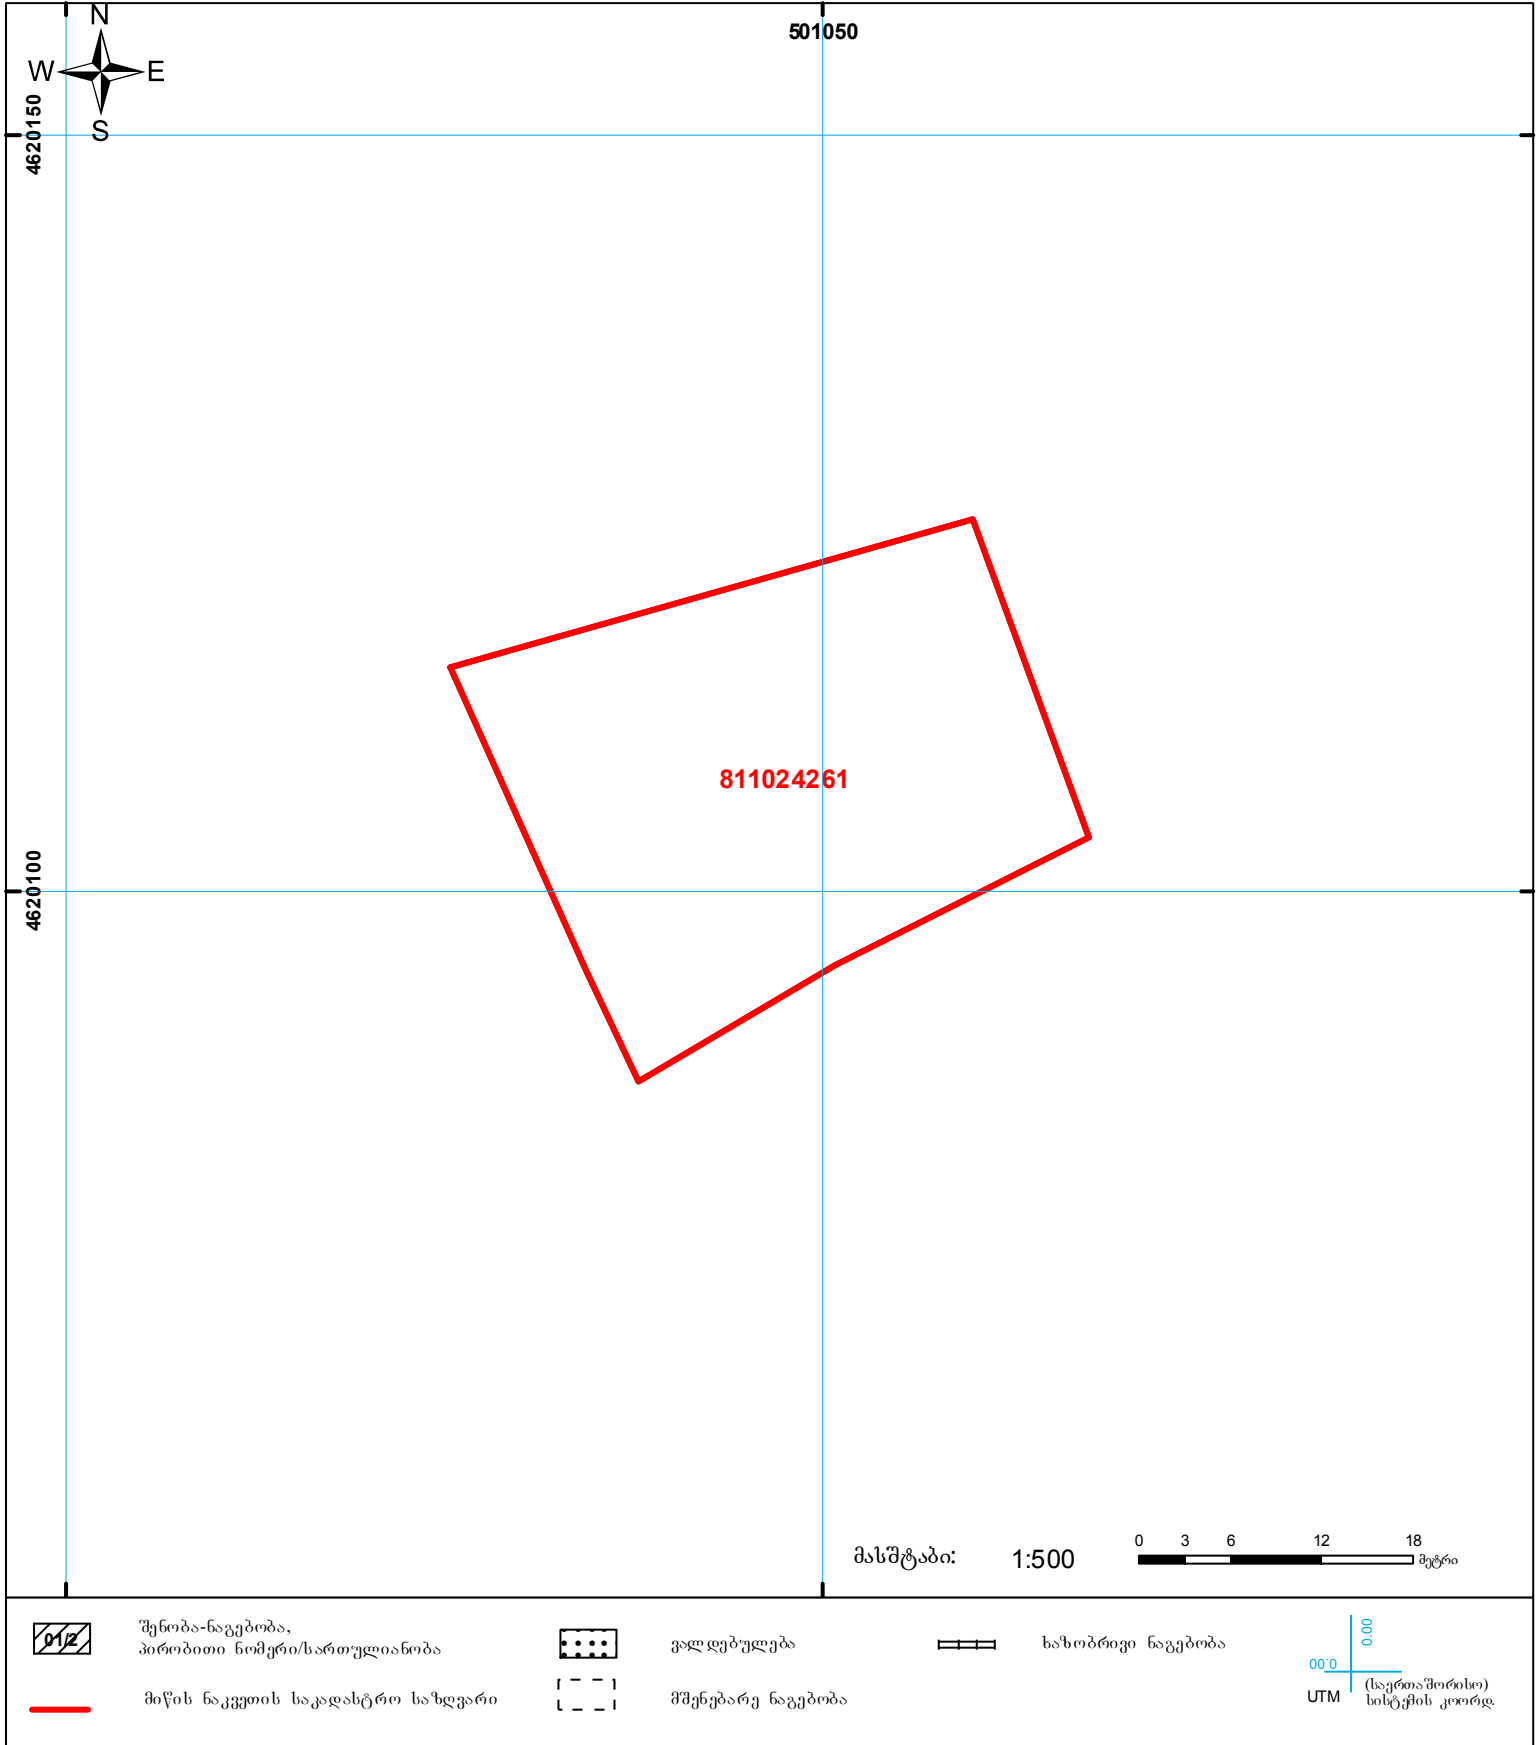 N
501050
W E
S
4620150
811024261
4620100
მასშტაბი: 1:500
0 3 6 12 18
მეტრი
01/2
შენობა-ნაგებობა,
პირობითი ნომერი/სართულიანობა
ვალდებულება
ხაზობრივი ნაგებობა
მიწის ნაკვეთის საკადასტრო საზღვარი
მშენებარე ნაგებობა
00.0
00.0
UTM
(საერთაშორისო)
სისტემის კოორდ.